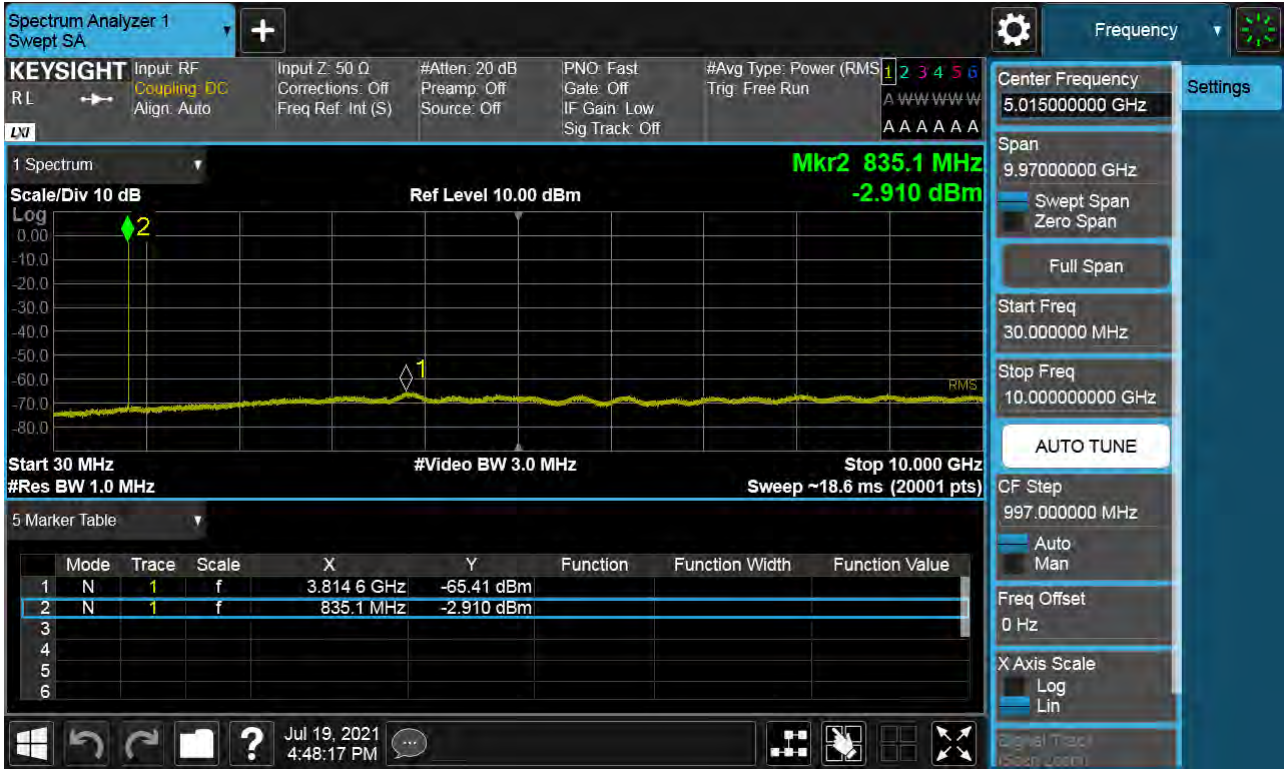 Spectrum Analyzer 1
Swept SA
+
Frequency
KEYSIGHT
RL
LXI
Input: RF
Coupling: DC
Align: Auto
Input Z: 50 Ω
Corrections: Off
Freq Ref: Int (S)
#Atten: 20 dB
Preamp: Off
Source: Off
PNO: Fast
Gate: Off
IF Gain: Low
Sig Track: Off
#Avg Type: Power (RMS
Trig: Free Run
1 2 3 4 5 6
A W W W W W
A A A A A A
1 Spectrum
Mkr2 835.1 MHz
-2.910 dBm
Scale/Div 10 dB
Ref Level 10.00 dBm
Log
0.00
-10.0
-20.0
-30.0
-40.0
-50.0
-60.0
-70.0
-80.0
2
1
RMS
Start 30 MHz
#Video BW 3.0 MHz
Stop 10.000 GHz
#Res BW 1.0 MHz
Sweep ~18.6 ms (20001 pts)
5 Marker Table
Mode Trace Scale X Y Function Function Width Function Value
1 N 1 f 3.814 6 GHz -65.41 dBm
2 N 1 f 835.1 MHz -2.910 dBm
3
4
5
6
?
Jul 19, 2021
4:48:17 PM
Center Frequency
5.015000000 GHz
Settings
Span
9.97000000 GHz
Swept Span
Zero Span
Full Span
Start Freq
30.000000 MHz
Stop Freq
10.000000000 GHz
AUTO TUNE
CF Step
997.000000 MHz
Auto
Man
Freq Offset
0 Hz
X Axis Scale
Log
Lin
Signal Track
(Span Zoom)